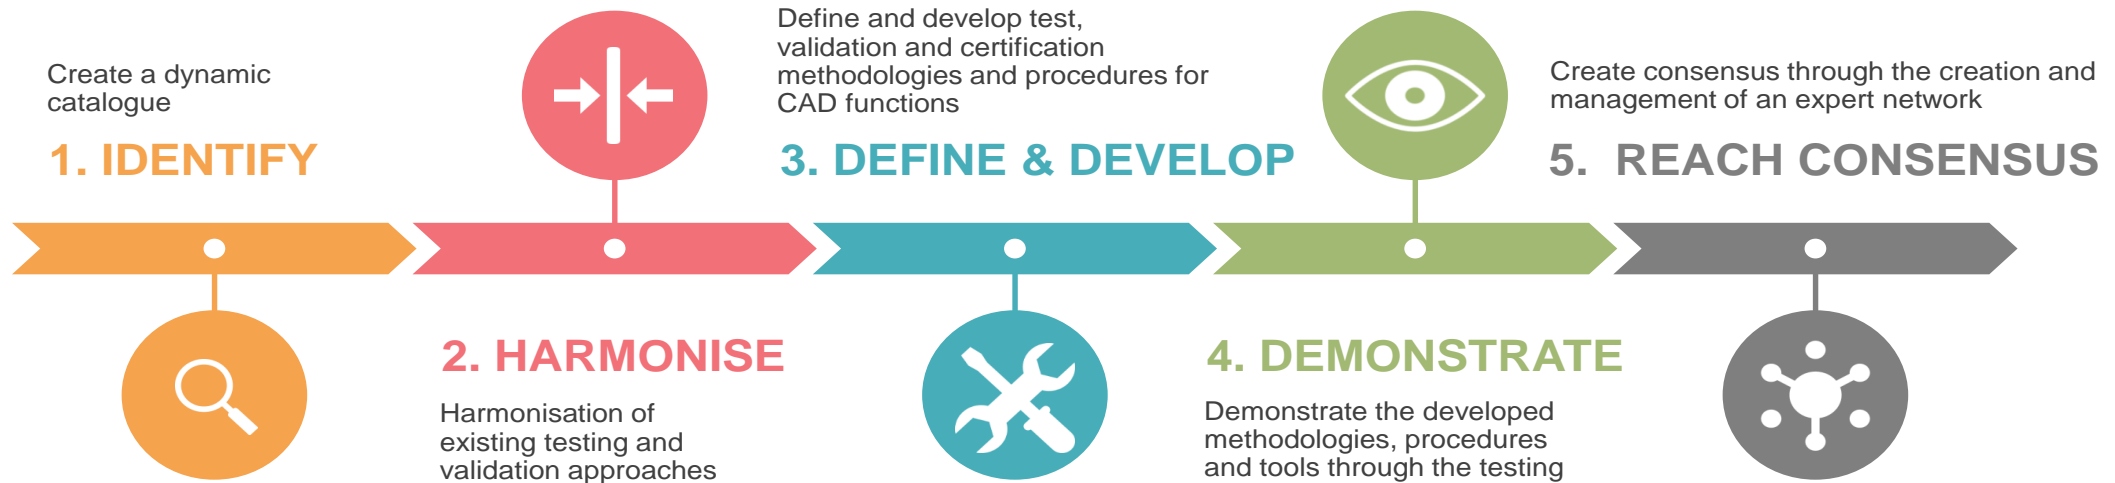 Create a dynamic
catalogue
1. IDENTIFY
2. HARMONISE
Harmonisation of
existing testing and
validation approaches
Define and develop test,
validation and certification
methodologies and procedures for
CAD functions
3. DEFINE & DEVELOP
4. DEMONSTRATE
Demonstrate the developed
methodologies, procedures
and tools through the testing
Create consensus through the creation and
management of an expert network
5. REACH CONSENSUS